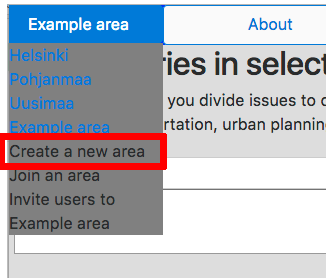 Example area About
Helsinki
Pohjanmaa
ries in select
Uusimaa
you divide issues to
Example area
rtation, urban planning
Create a new area
Join an area
Invite users to
Example area